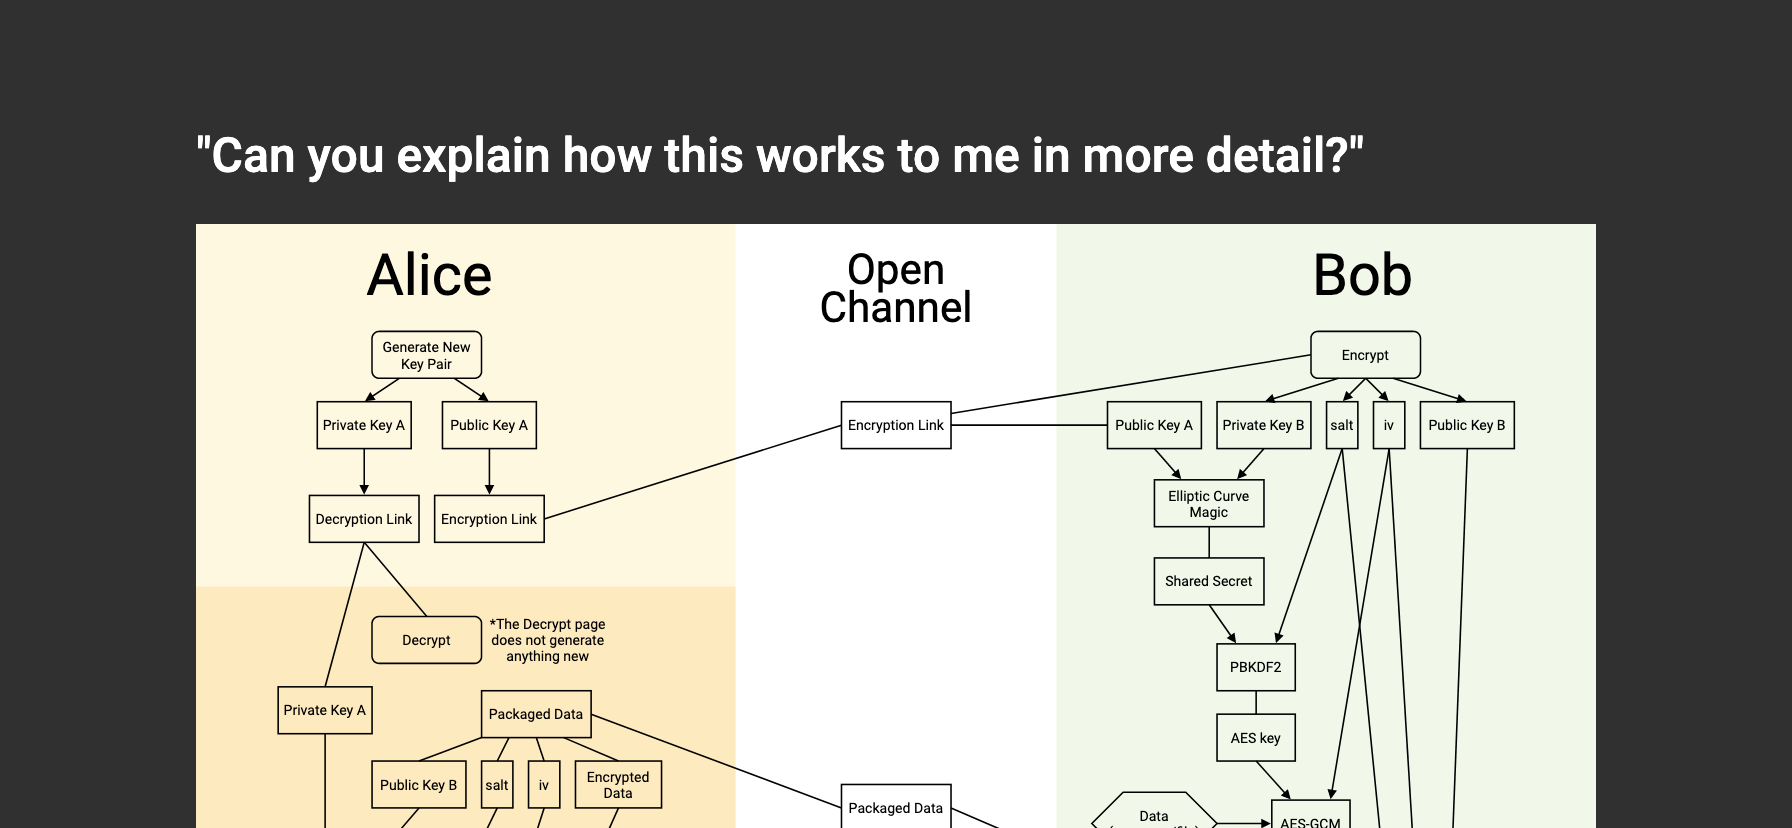 "Can you explain how this works to me in more detail?"
Alice
Open
Channel
Bob
Generate New
Key Pair
Encrypt
Private Key A
Public Key A
Encryption Link
Public Key A
Private Key B
salt
iv
Public Key B
Decryption Link
Encryption Link
Elliptic Curve
Magic
Shared Secret
Decrypt
*The Decrypt page
does not generate
anything new
PBKDF2
Private Key A
Packaged Data
AES key
Public Key B
salt
iv
Encrypted
Data
Packaged Data
Data
AES-GCM